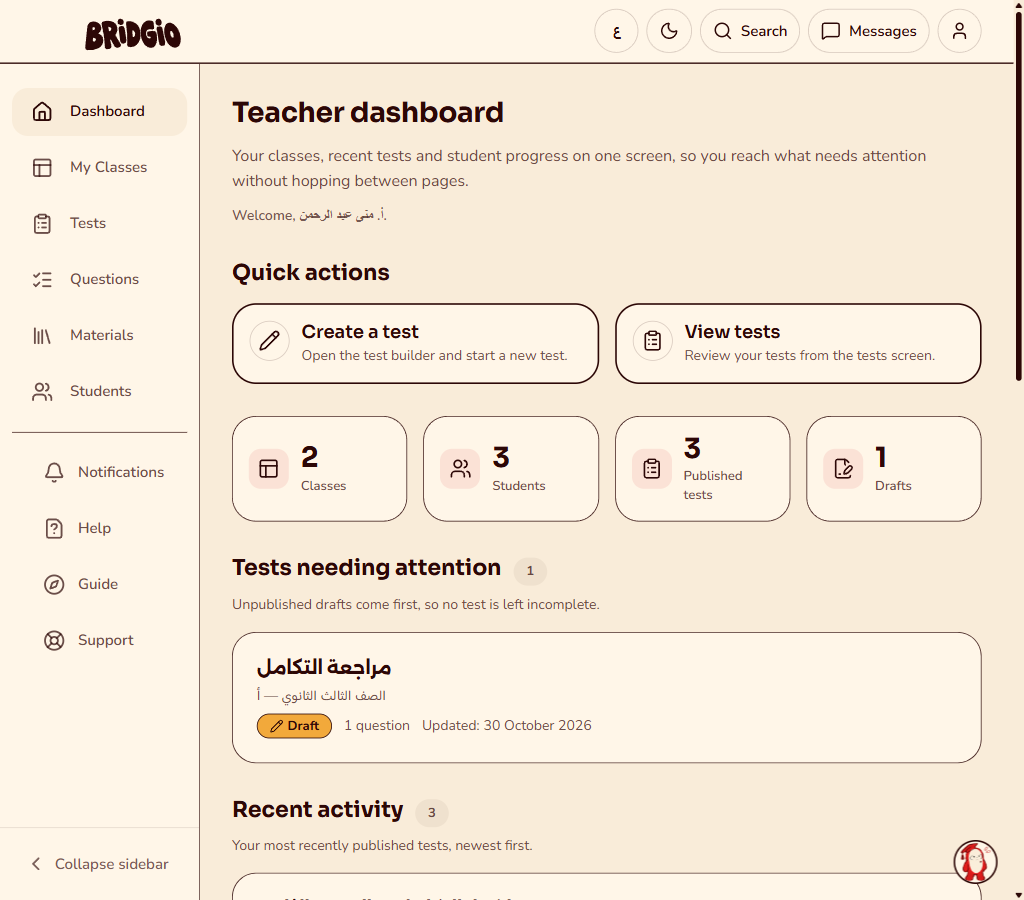 BRiDGiO
ع
Search
Messages
Dashboard
My Classes
Tests
Questions
Materials
Students
Notifications
Help
Guide
Support
Collapse sidebar
Teacher dashboard
Your classes, recent tests and student progress on one screen, so you reach what needs attention
without hopping between pages.
Welcome, أ. منى عبد الرحمن.
Quick actions
Create a test
Open the test builder and start a new test.
View tests
Review your tests from the tests screen.
2
Classes
3
Students
3
Published
tests
1
Drafts
Tests needing attention 1
Unpublished drafts come first, so no test is left incomplete.
مراجعة التكامل
الصف الثالث الثانوي — أ
Draft 1 question Updated: 30 October 2026
Recent activity 3
Your most recently published tests, newest first.